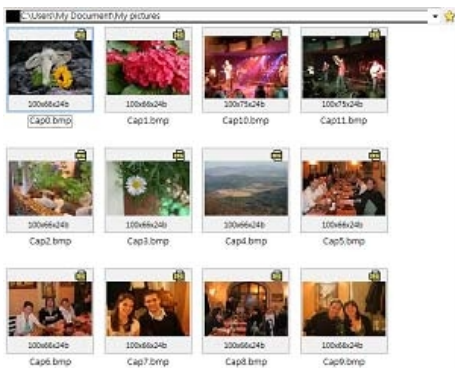 C:\Users\My Document\My pictures
100x66x24b 100x66x24b 100x75x24b 100x75x24b
Cap0.bmp Cap1.bmp Cap10.bmp Cap11.bmp
100x66x24b 100x66x24b 100x66x24b 100x66x24b
Cap2.bmp Cap3.bmp Cap4.bmp Cap5.bmp
100x66x24b 100x66x24b 100x66x24b 100x66x24b
Cap6.bmp Cap7.bmp Cap8.bmp Cap9.bmp